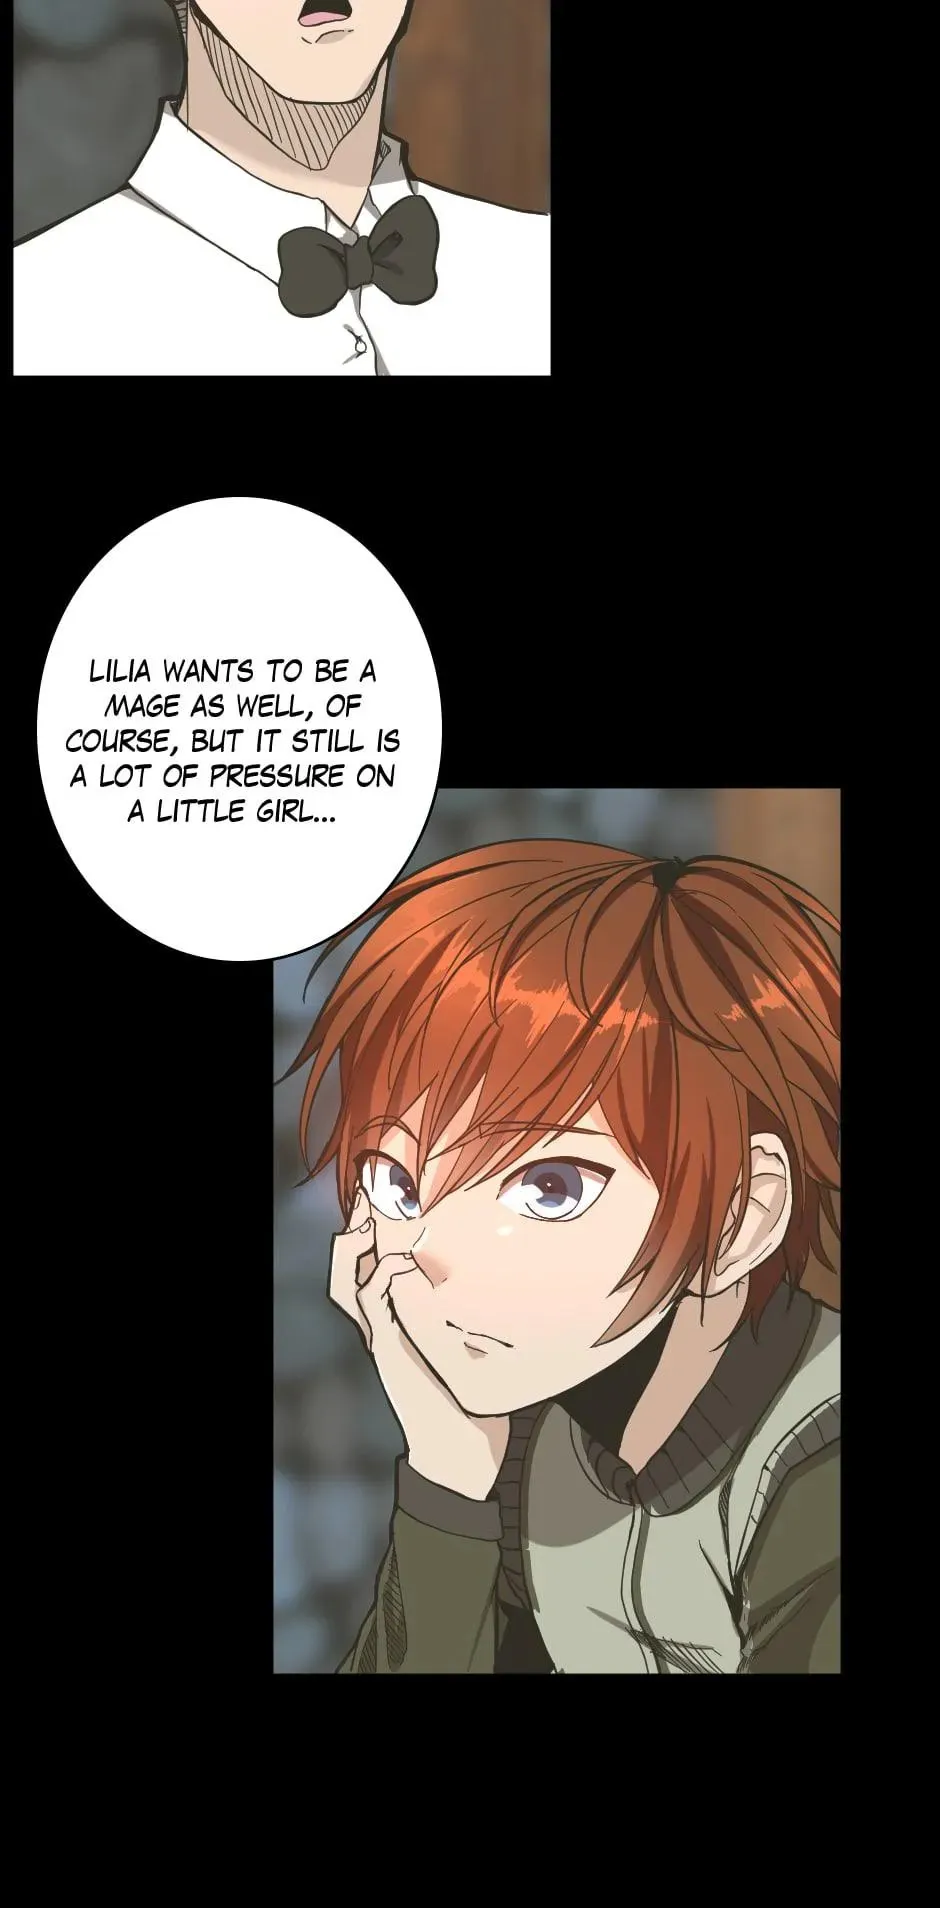 LILIA WANTS TO BE A
MAGE AS WELL, OF
COURSE, BUT IT STILL IS
A LOT OF PRESSURE ON
A LITTLE GIRL...